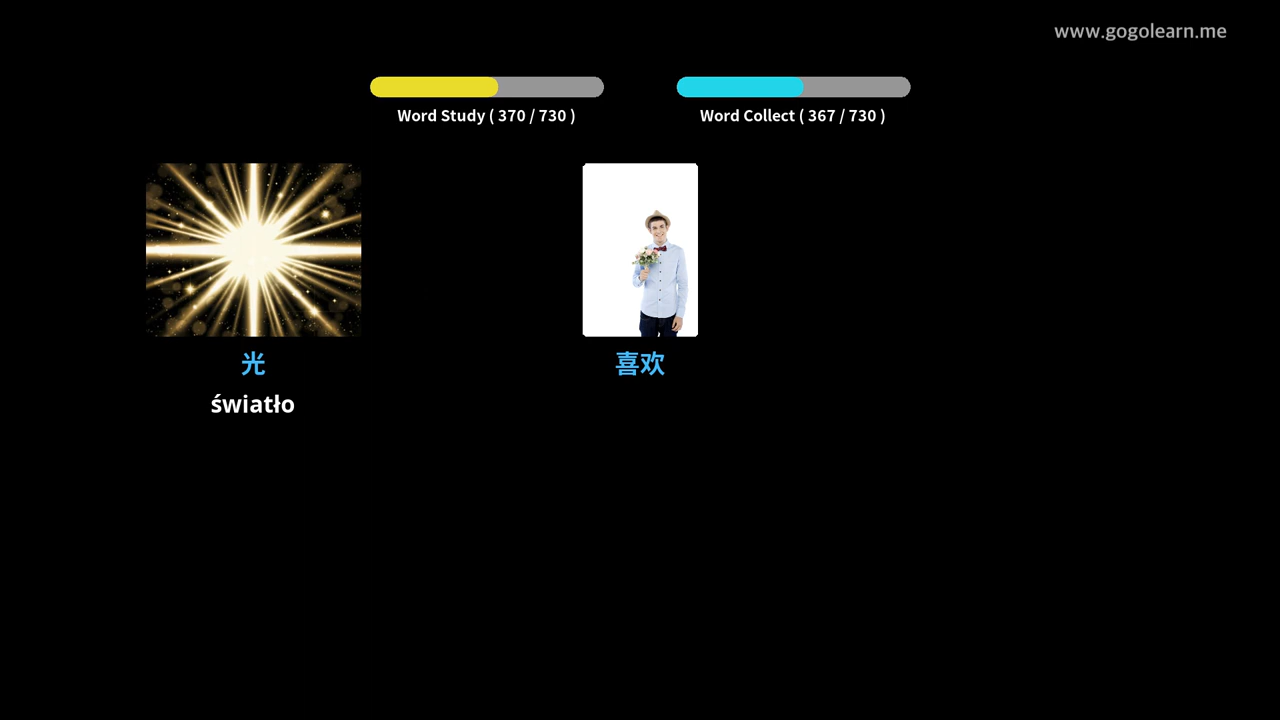 www.gogolearn.me
Word Study ( 370 / 730 )
Word Collect ( 367 / 730 )
光
喜欢
światło